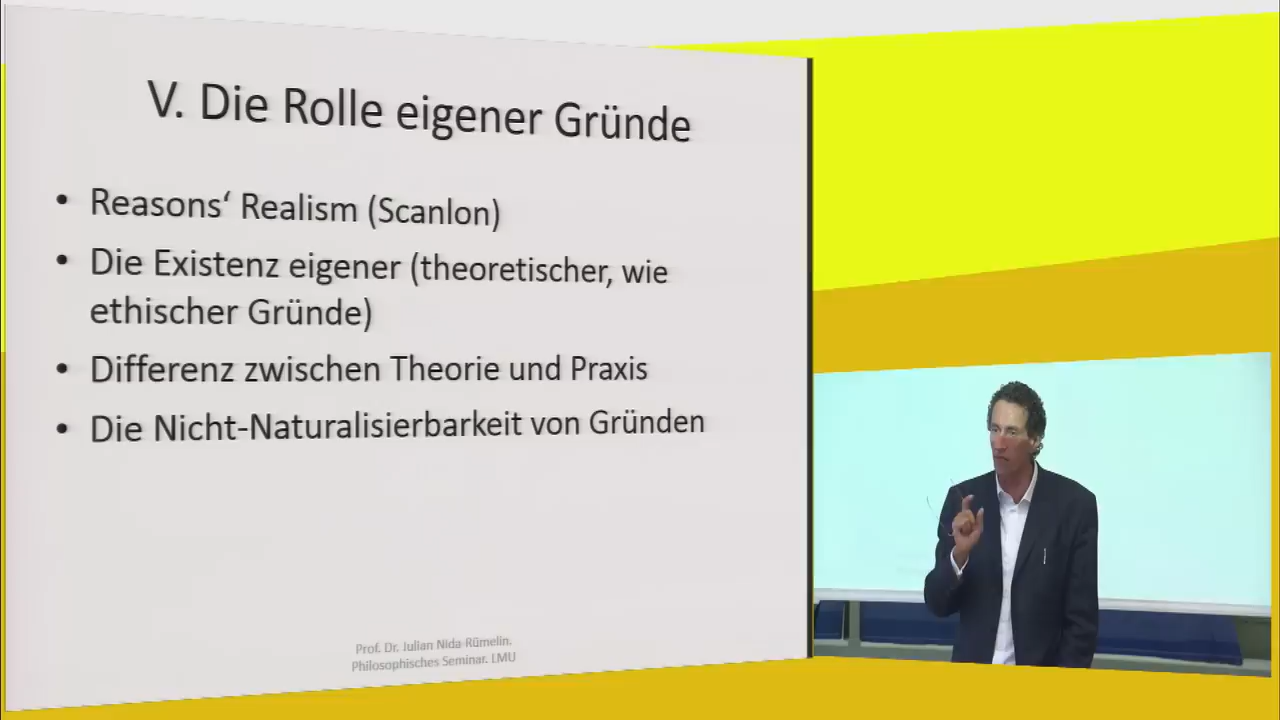 V. Die Rolle eigener Gründe
• Reasons‘ Realism (Scanlon)
• Die Existenz eigener (theoretischer, wie
ethischer Gründe)
• Differenz zwischen Theorie und Praxis
• Die Nicht-Naturalisierbarkeit von Gründen
Prof. Dr. Julian Nida-Rümelin.
Philosophisches Seminar. LMU